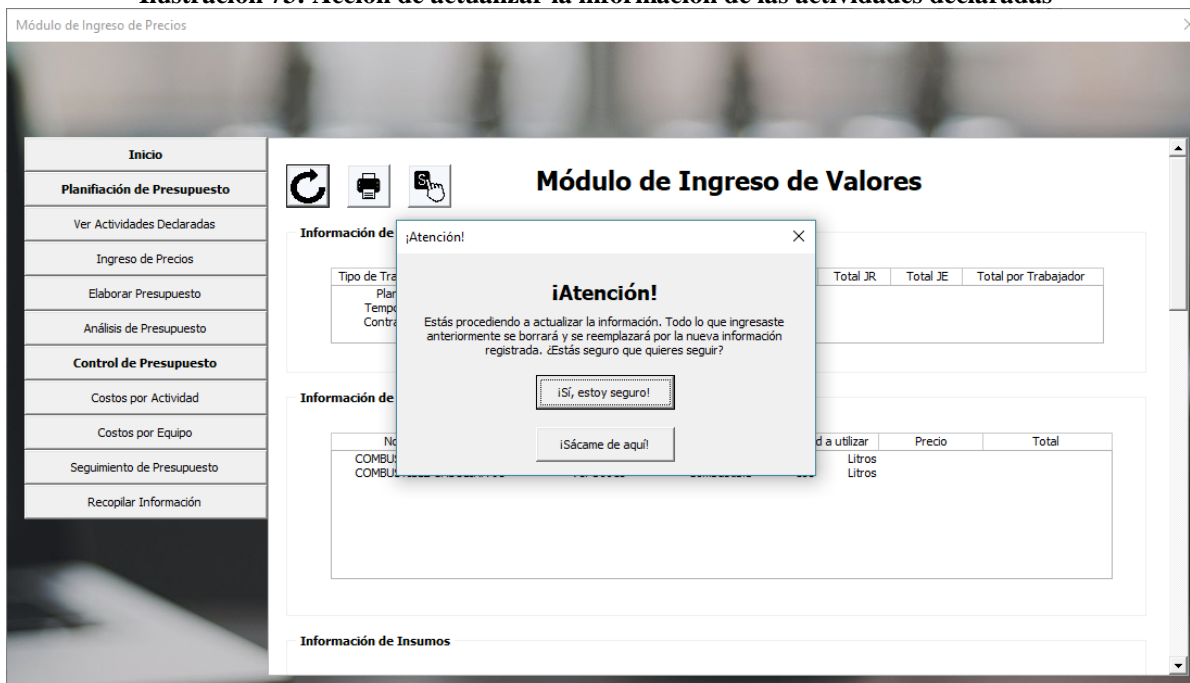 Ilustración 75: Acción de actualizar la información de las actividades declaradas
Módulo de Ingreso de Precios
Inicio
Planifiación de Presupuesto
Ver Actividades Declaradas
Ingreso de Precios
Elaborar Presupuesto
Análisis de Presupuesto
Control de Presupuesto
Costos por Actividad
Costos por Equipo
Seguimiento de Presupuesto
Recopilar Información
S
Módulo de Ingreso de Valores
Información de
Tipo de Tra Total JR Total JE Total por Trabajador
Plan
Tempo
Contra
¡Atención!
¡Atención!
Estás procediendo a actualizar la información. Todo lo que ingresaste
anteriormente se borrará y se reemplazará por la nueva información
registrada. ¿Estás seguro que quieres seguir?
¡Sí, estoy seguro!
¡Sácame de aquí!
Información de
No d a utilizar Precio Total
COMBUS Litros
COMBUS Litros
Información de Insumos